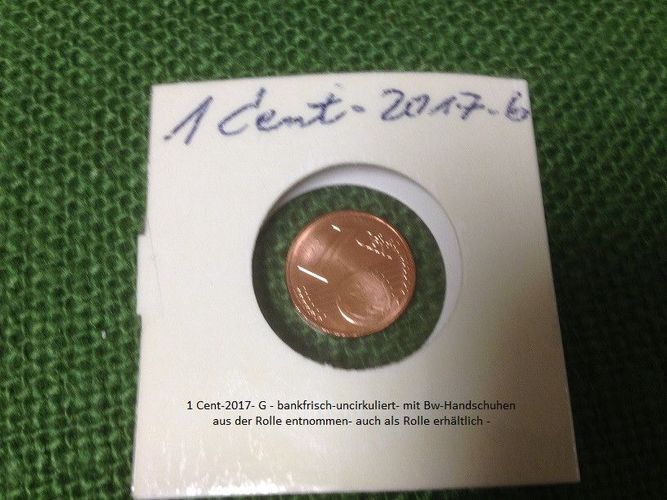 1 Cent- 2017- G
1 Cent-2017- G - bankfrisch-uncirkuliert- mit Bw-Handschuhen
aus der Rolle entnommen- auch als Rolle erhältlich -